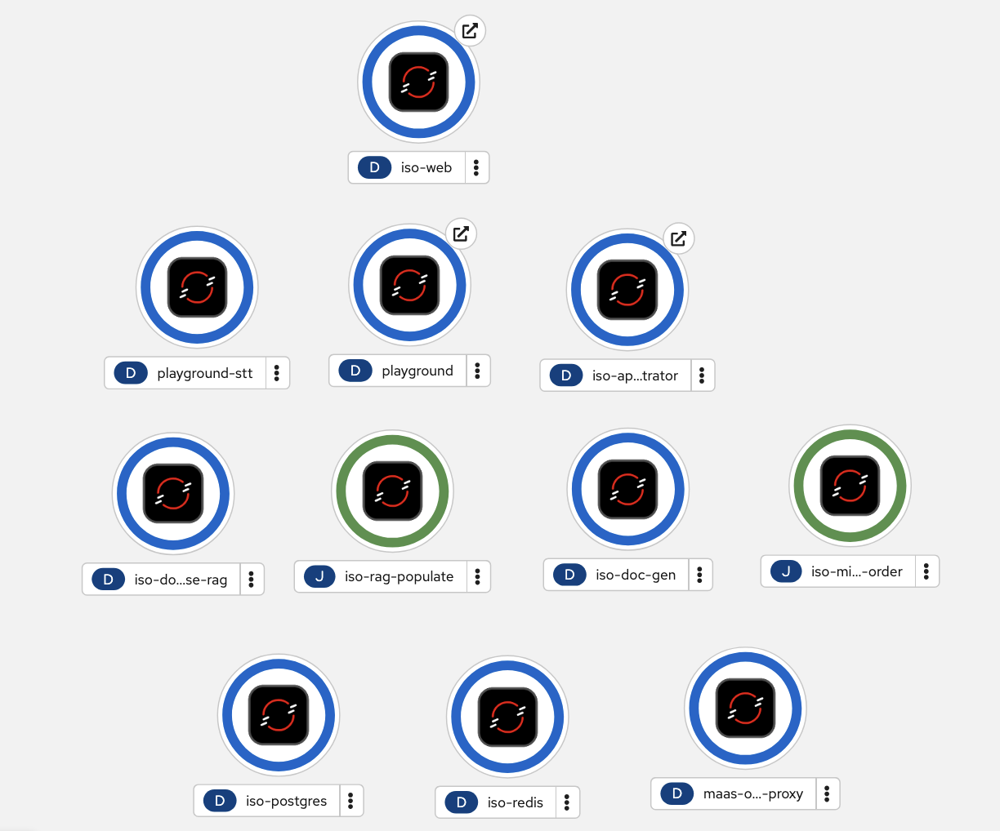 D iso-web
D playground-stt
D playground
D iso-ap...trator
D iso-do...se-rag
J iso-rag-populate
D iso-doc-gen
J iso-mi...-order
D iso-postgres
D iso-redis
D maas-o...-proxy